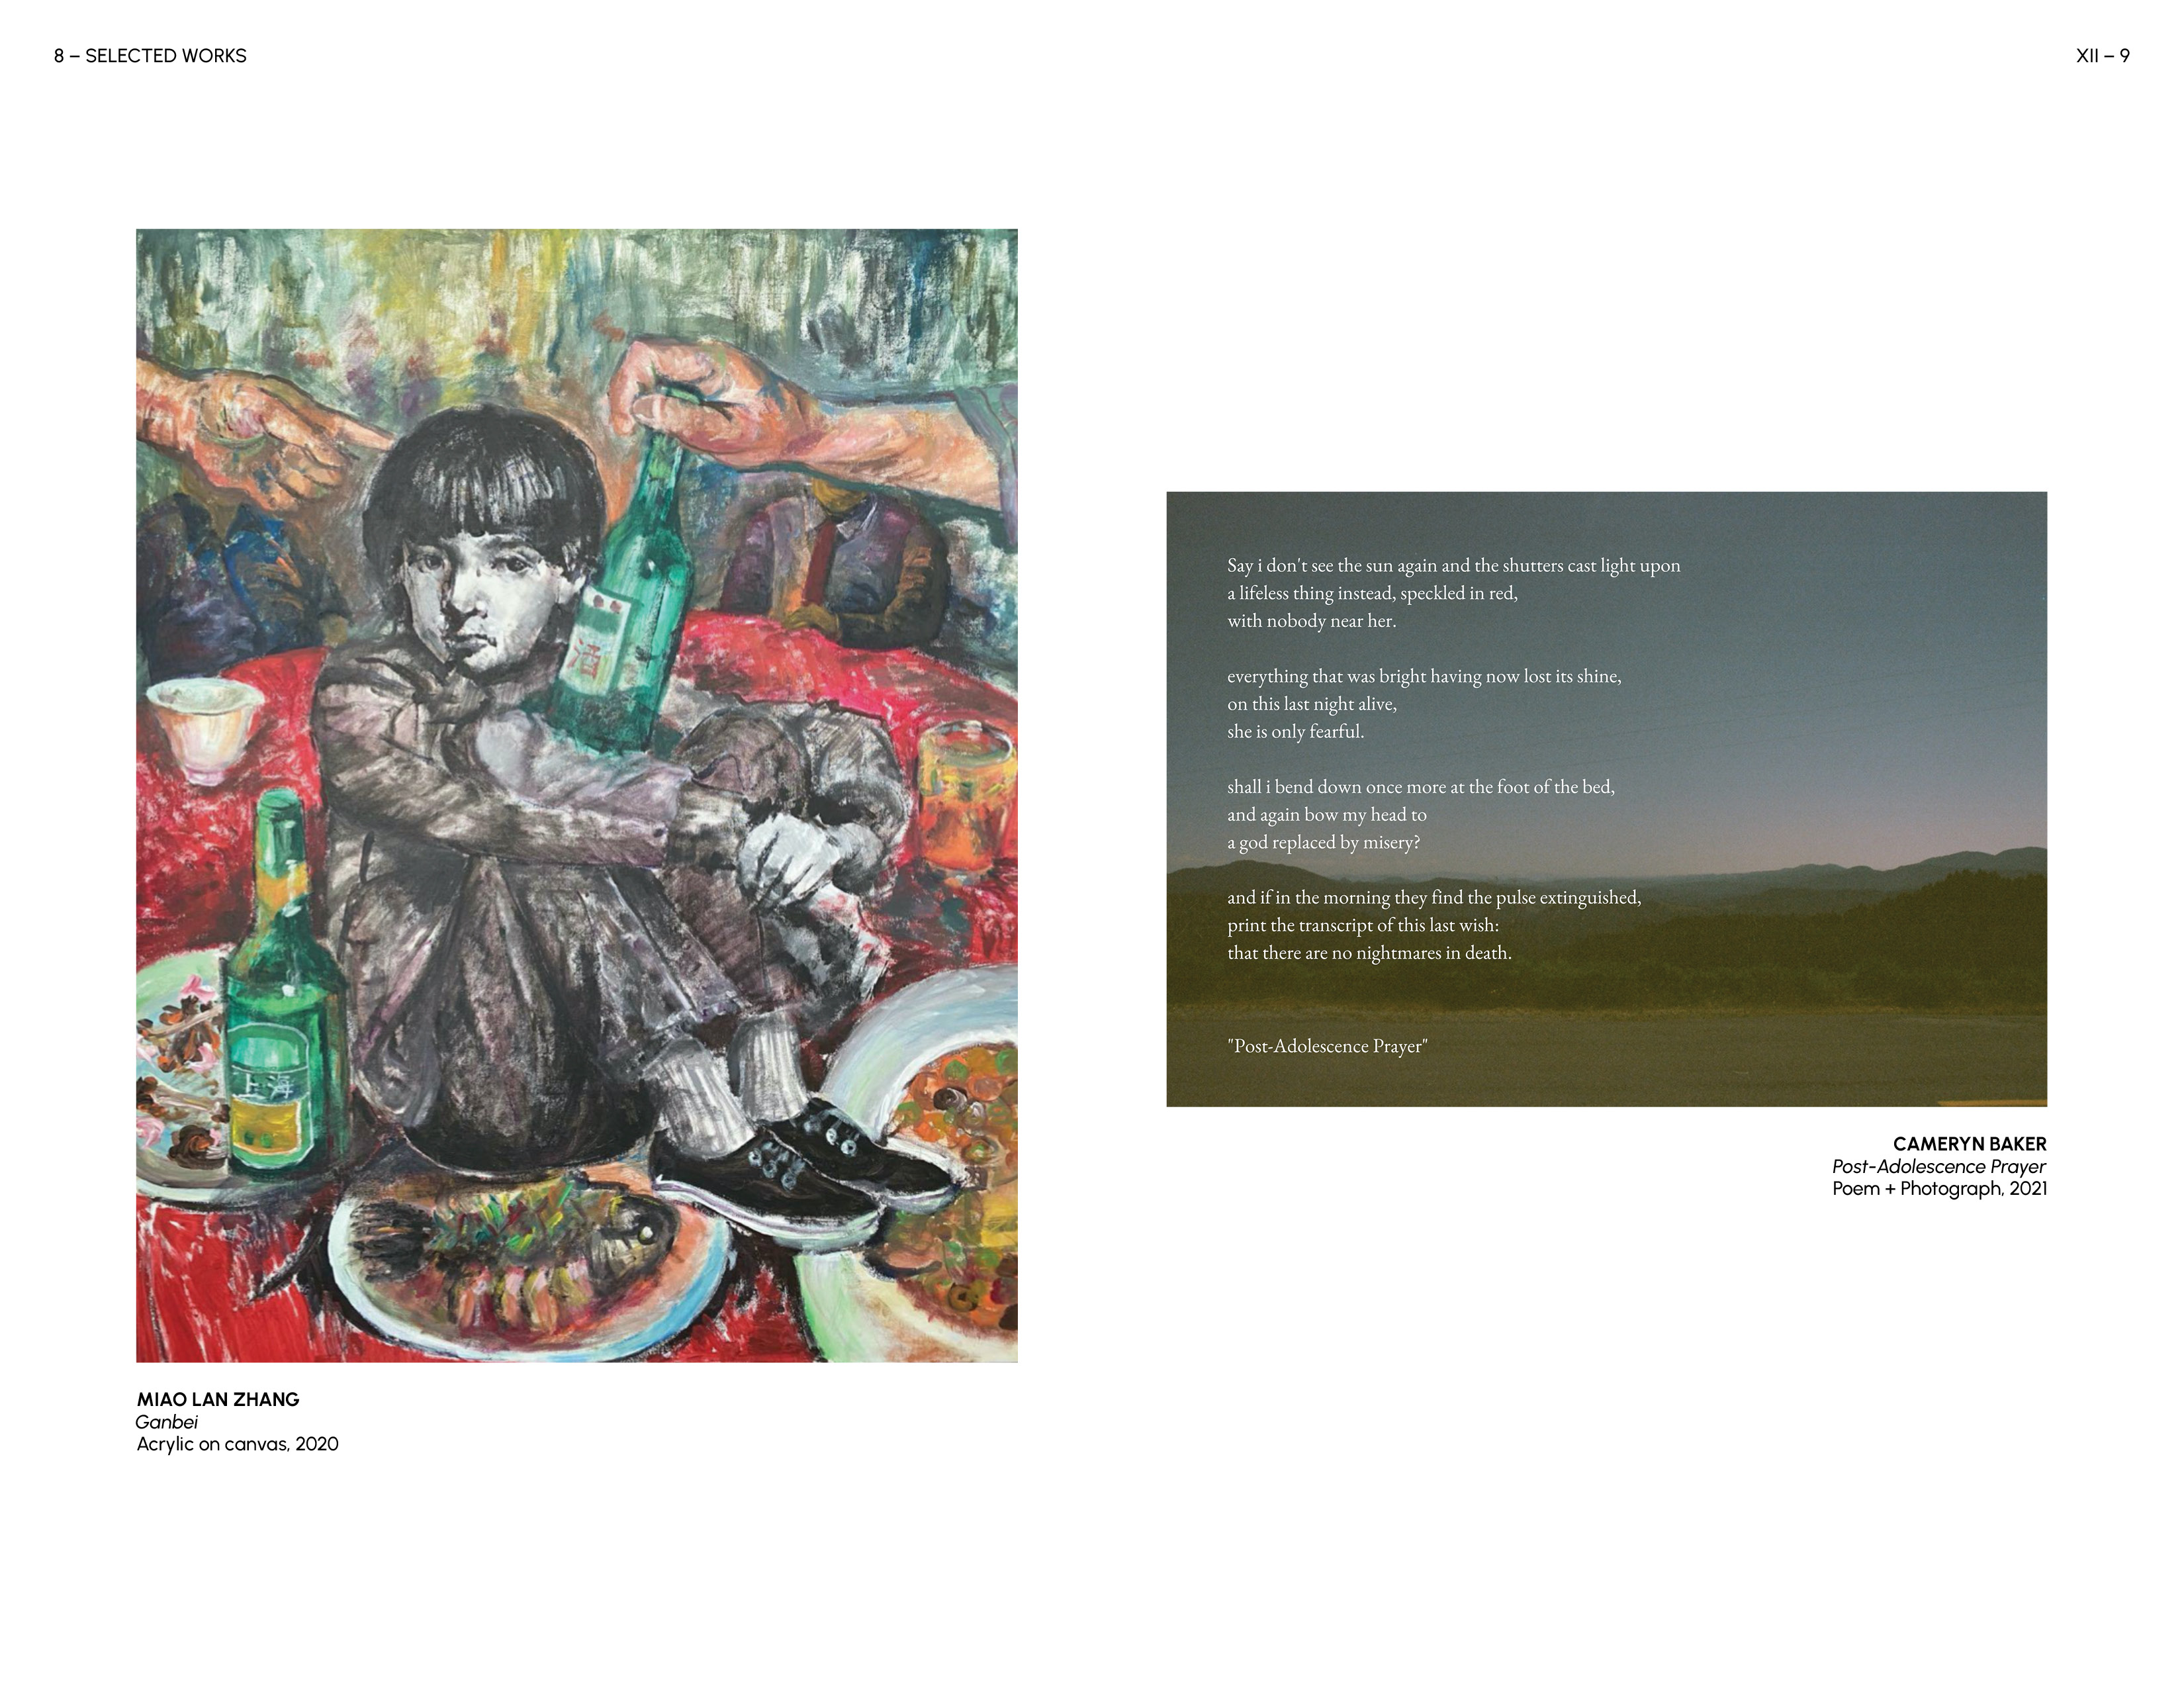 8 – SELECTED WORKS
XII – 9
酒
上海
MIAO LAN ZHANG
Ganbei
Acrylic on canvas, 2020
Say i don't see the sun again and the shutters cast light upon
a lifeless thing instead, speckled in red,
with nobody near her.
everything that was bright having now lost its shine,
on this last night alive,
she is only fearful.
shall i bend down once more at the foot of the bed,
and again bow my head to
a god replaced by misery?
and if in the morning they find the pulse extinguished,
print the transcript of this last wish:
that there are no nightmares in death.
"Post-Adolescence Prayer"
CAMERYN BAKER
Post-Adolescence Prayer
Poem + Photograph, 2021